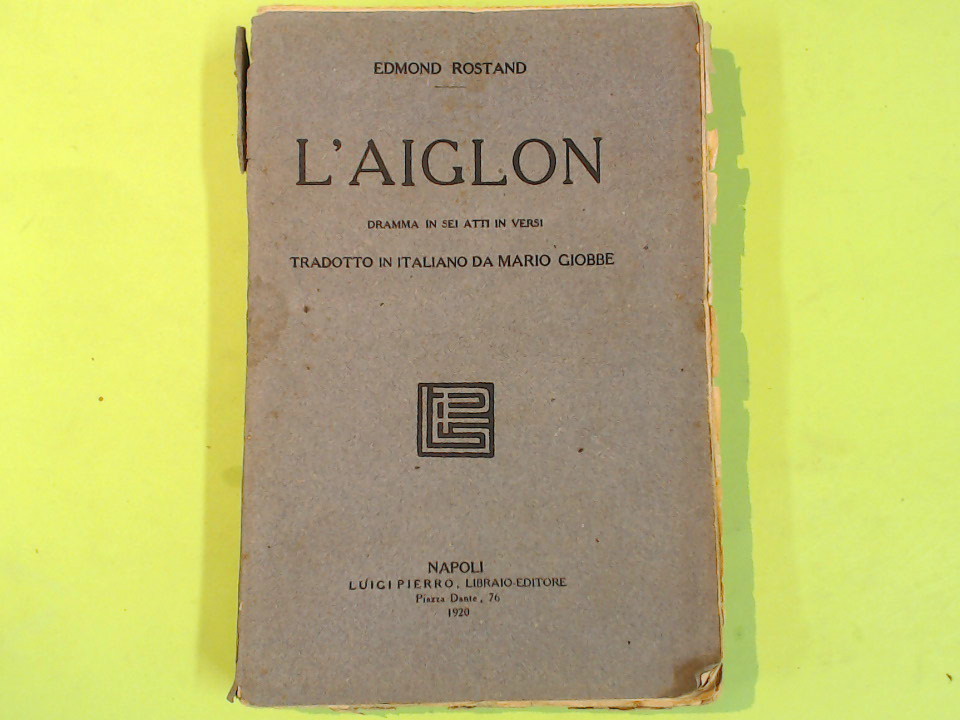 EDMOND ROSTAND
L'AIGLON
DRAMMA IN SEI ATTI IN VERSI
TRADOTTO IN ITALIANO DA MARIO GIOBBE
NAPOLI
LUIGI PIERRO, LIBRAIO-EDITORE
Piazza Dante, 76
1920